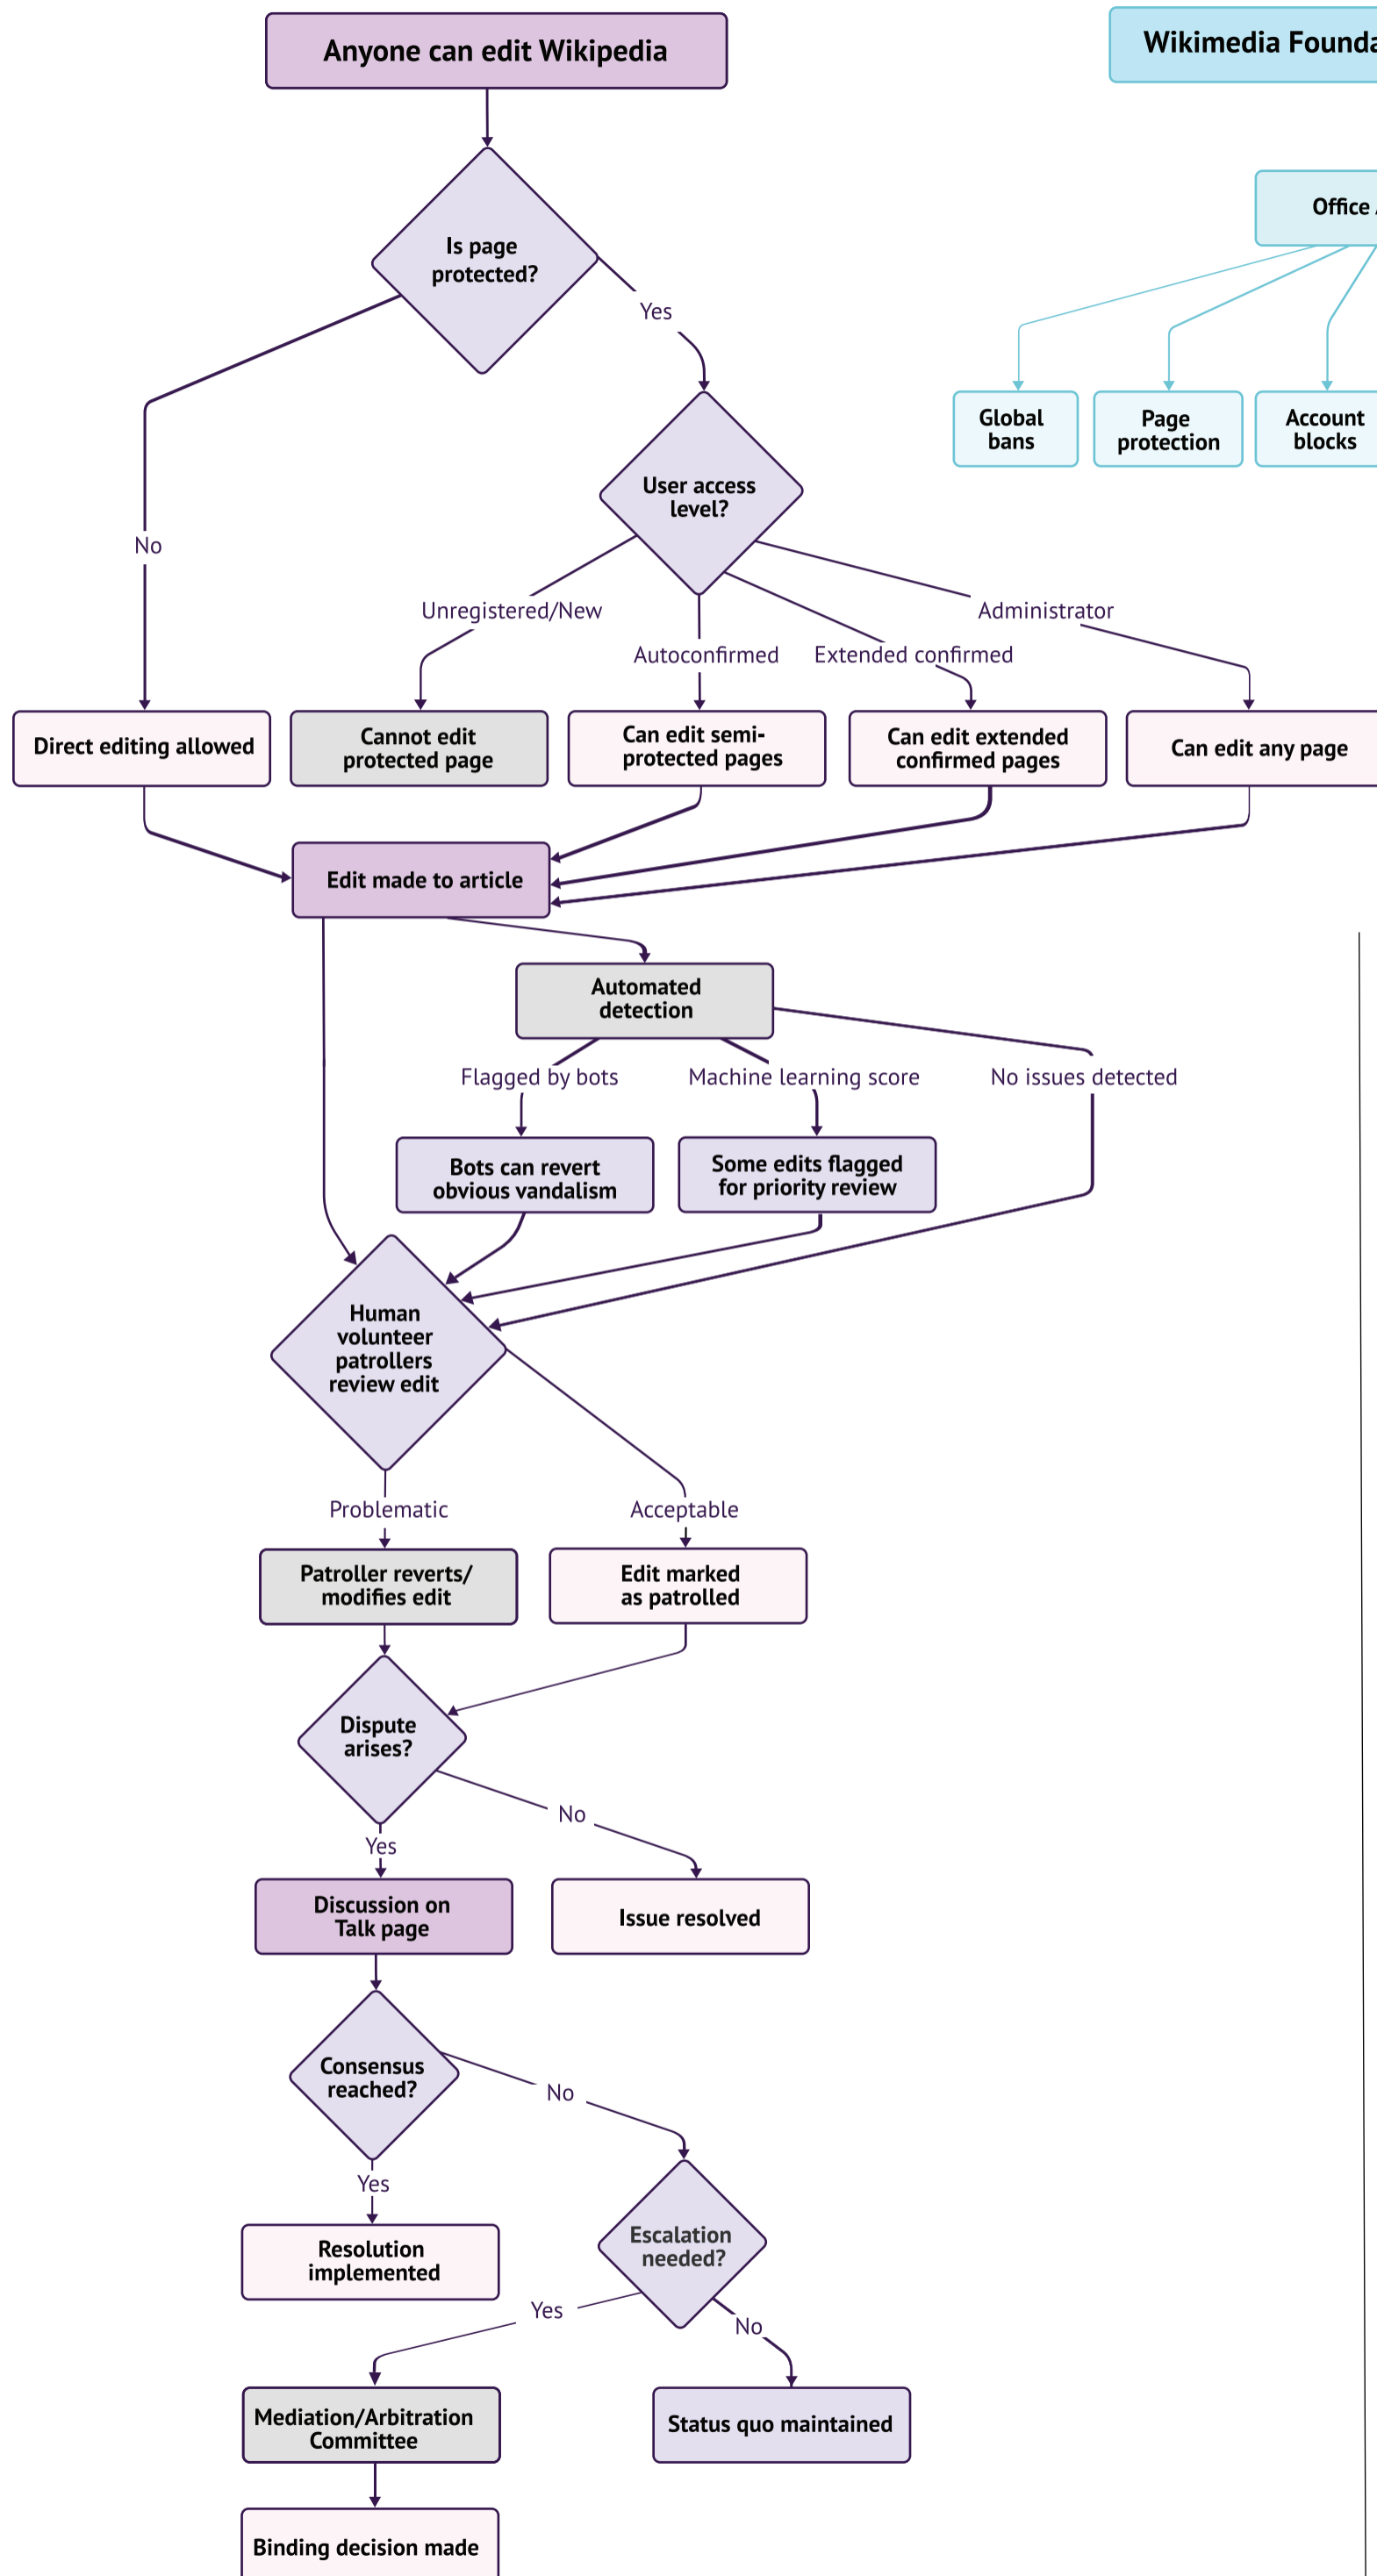 Anyone can edit Wikipedia
Wikimedia
Is page
protected?
Yes
Office
Global
bans
Page
protection
Account
blocks
User access
level?
No
Unregistered/New
Administrator
Autoconfirmed
Extended confirmed
Direct editing allowed
Cannot edit
protected page
Can edit semi-
protected pages
Can edit extended
confirmed pages
Can edit any page
Edit made to article
Automated
detection
Flagged by bots
Machine learning score
No issues detected
Bots can revert
obvious vandalism
Some edits flagged
for priority review
Human
volunteer
patrollers
review edit
Problematic
Acceptable
Patroller reverts/
modifies edit
Edit marked
as patrolled
Dispute
arises?
No
Yes
Discussion on
Talk page
Issue resolved
Consensus
reached?
No
Yes
Resolution
implemented
Escalation
needed?
Yes
No
Mediation/Arbitration
Committee
Status quo maintained
Binding decision made